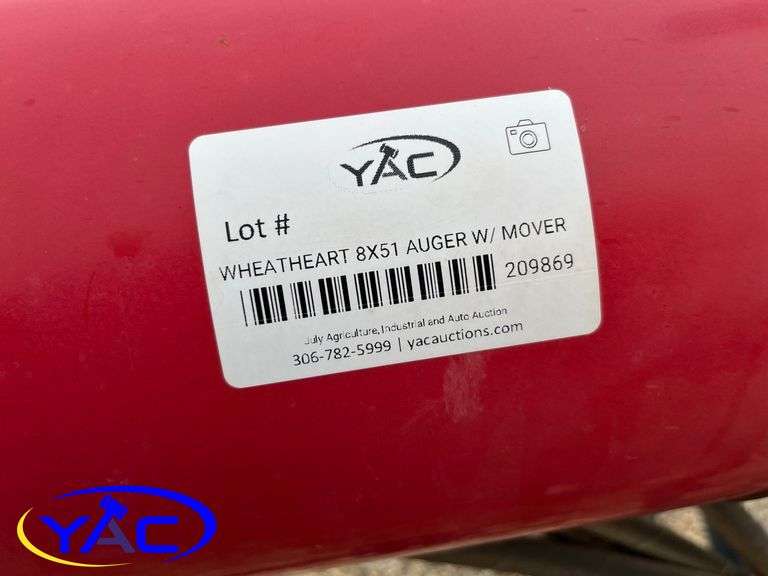 YAC
Lot #
WHEATHEART 8X51 AUGER W/ MOVER
209869
July Agriculture, Industrial and Auto Auction
306-782-5999 | yacauctions.com
YAC